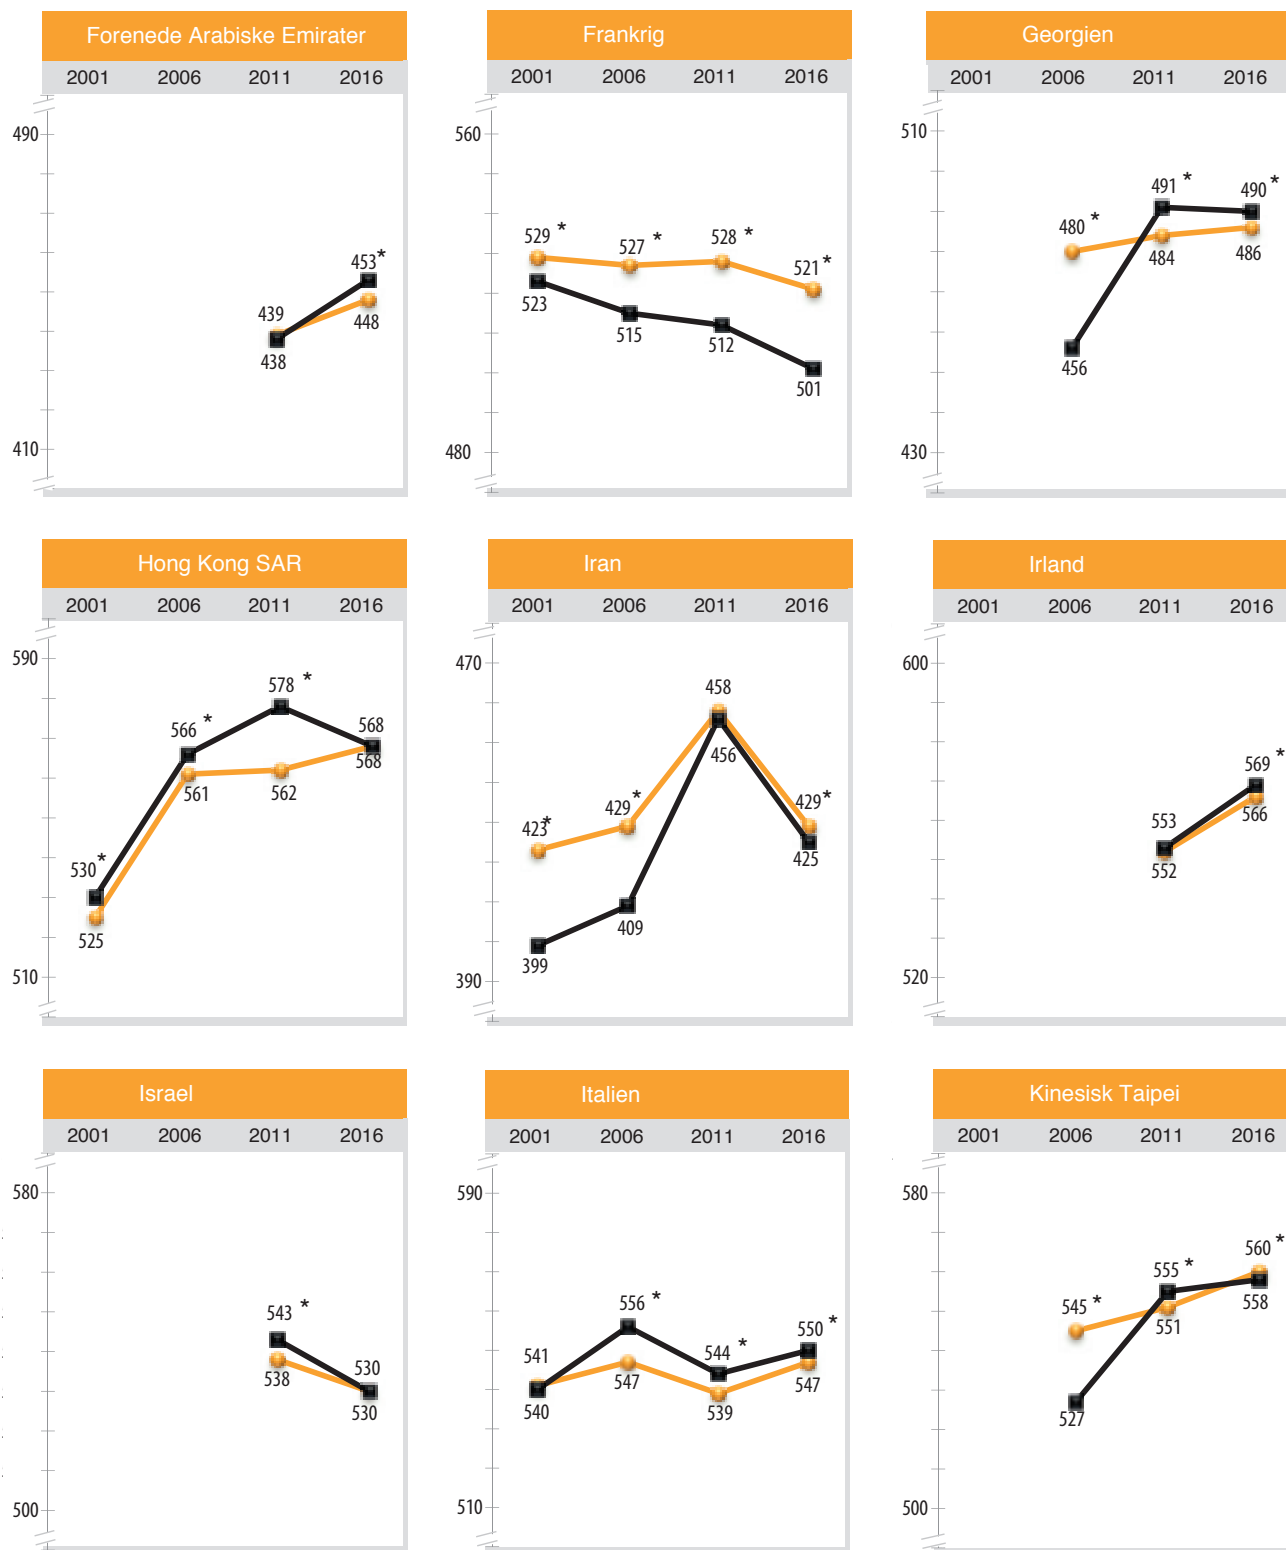 Forenede Arabiske Emirater
2001 2006 2011 2016
490
453*
439
448
438
410
Frankrig
2001 2006 2011 2016
560
529 * 527 * 528 * 521*
523 515 512 501
480
Georgien
2001 2006 2011 2016
510
491 * 490 *
480 *
484 486
456
430
Hong Kong SAR
2001 2006 2011 2016
590
578 *
566 * 568
568
561 562
530*
525
510
Iran
2001 2006 2011 2016
470
458
456
423* 429* 429*
425
409
399
390
Irland
2001 2006 2011 2016
600
569 *
566
553
552
520
Israel
2001 2006 2011 2016
580
543 *
538 530
530
500
Italien
2001 2006 2011 2016
590
556 *
541 544 * 550 *
547 547
540 539
510
Kinesisk Taipei
2001 2006 2011 2016
580
560 *
555 *
545 * 558
551
527
500